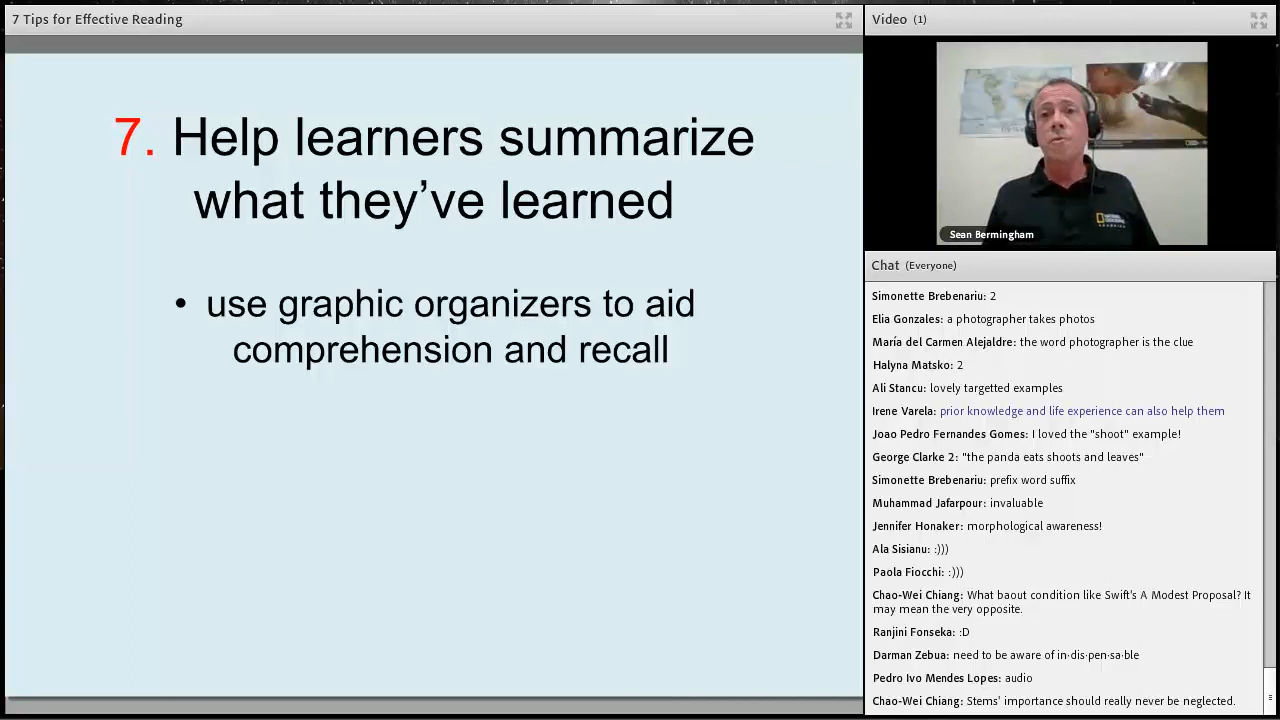 7 Tips for Effective Reading
7. Help learners summarize
what they’ve learned
• use graphic organizers to aid
comprehension and recall
Video (1)
Sean Bermingham
Chat (Everyone)
Simonette Brebenariu: 2
Elia Gonzales: a photographer takes photos
María del Carmen Alejaldre: the word photographer is the clue
Halyna Matsko: 2
Ali Stancu: lovely targetted examples
Irene Varela: prior knowledge and life experience can also help them
Joao Pedro Fernandes Gomes: I loved the "shoot" example!
George Clarke 2: "the panda eats shoots and leaves"
Simonette Brebenariu: prefix word suffix
Muhammad Jafarpour: invaluable
Jennifer Honaker: morphological awareness!
Ala Sisianu: :)))
Paola Fiocchi: :)))
Chao-Wei Chiang: What baout condition like Swift's A Modest Proposal? It
may mean the very opposite.
Ranjini Fonseka: :D
Darman Zebua: need to be aware of in·dis·pen·sa·ble
Pedro Ivo Mendes Lopes: audio
Chao-Wei Chiang: Stems' importance should really never be neglected.